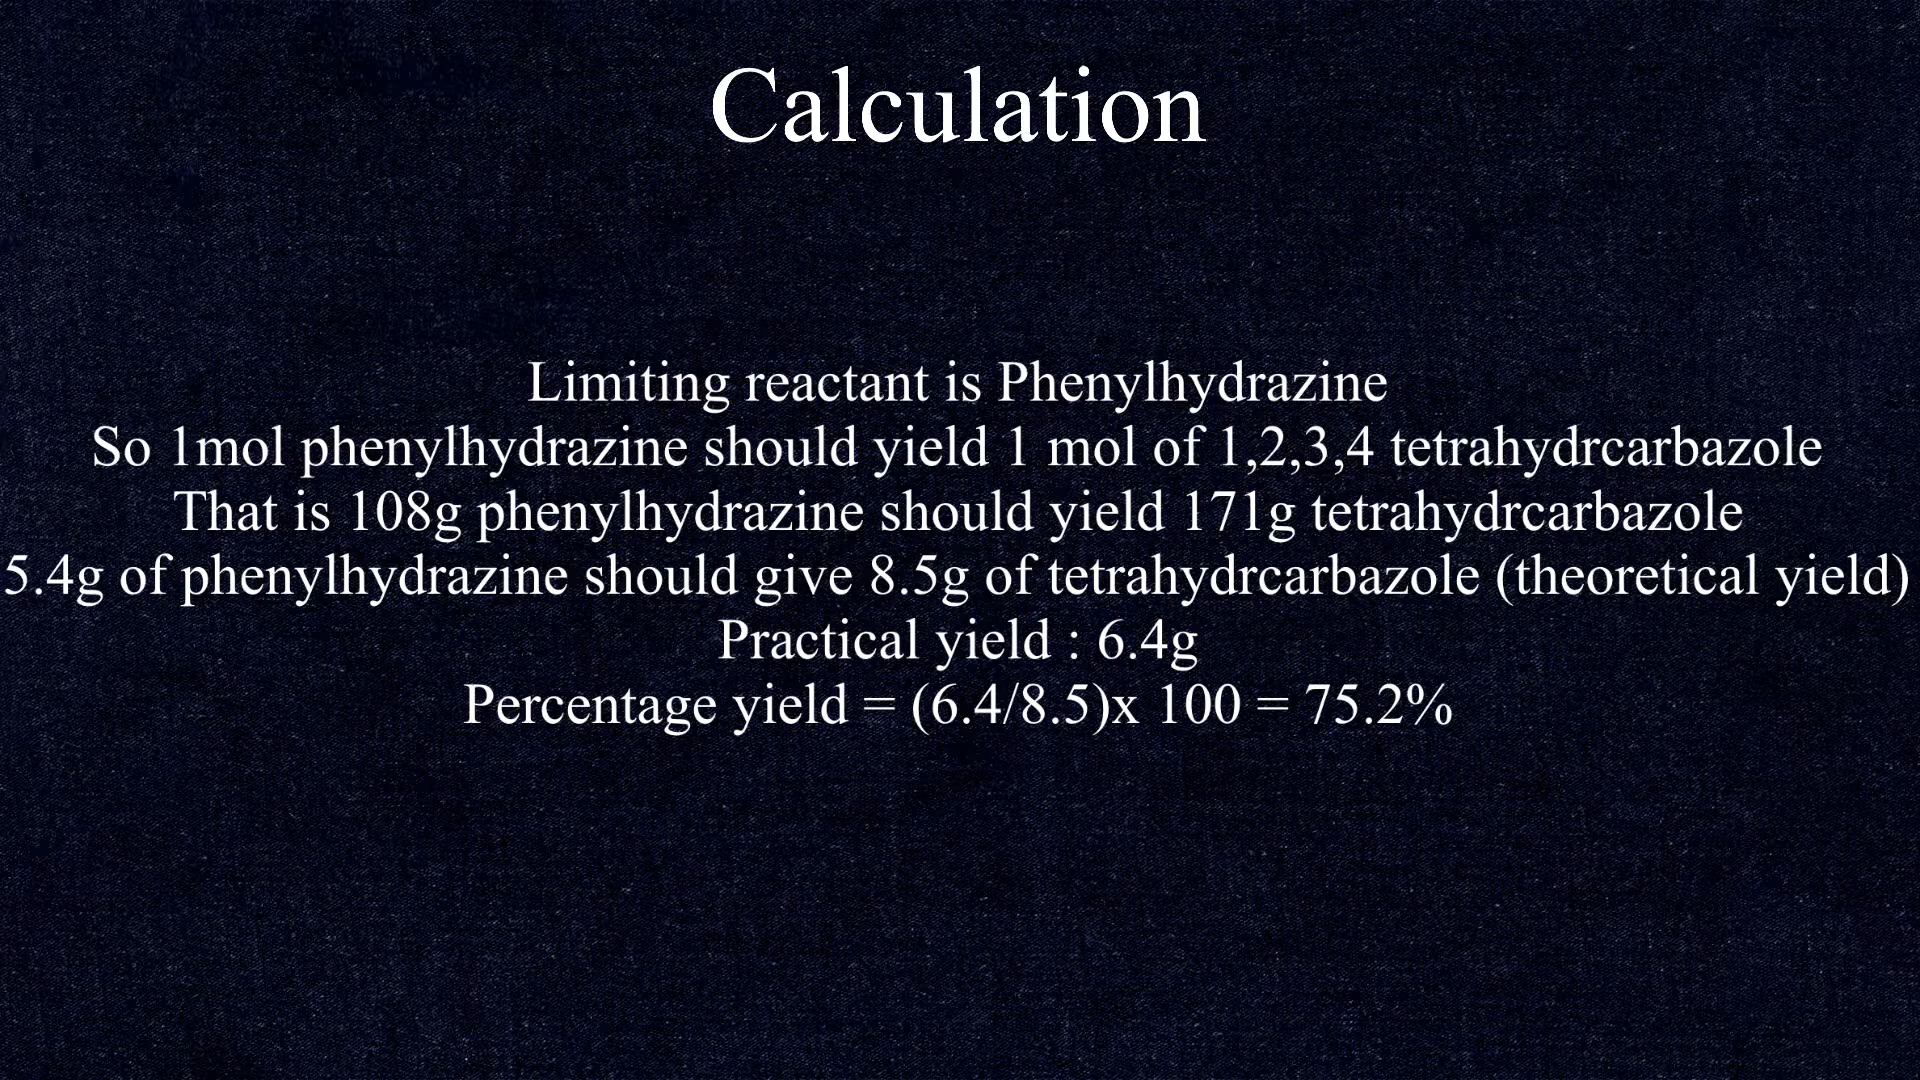 Calculation
Limiting reactant is Phenylhydrazine
So 1mol phenylhydrazine should yield 1 mol of 1,2,3,4 tetrahydrcarbazole
That is 108g phenylhydrazine should yield 171g tetrahydrcarbazole
5.4g of phenylhydrazine should give 8.5g of tetrahydrcarbazole (theoretical yield)
Practical yield : 6.4g
Percentage yield = (6.4/8.5)x 100 = 75.2%